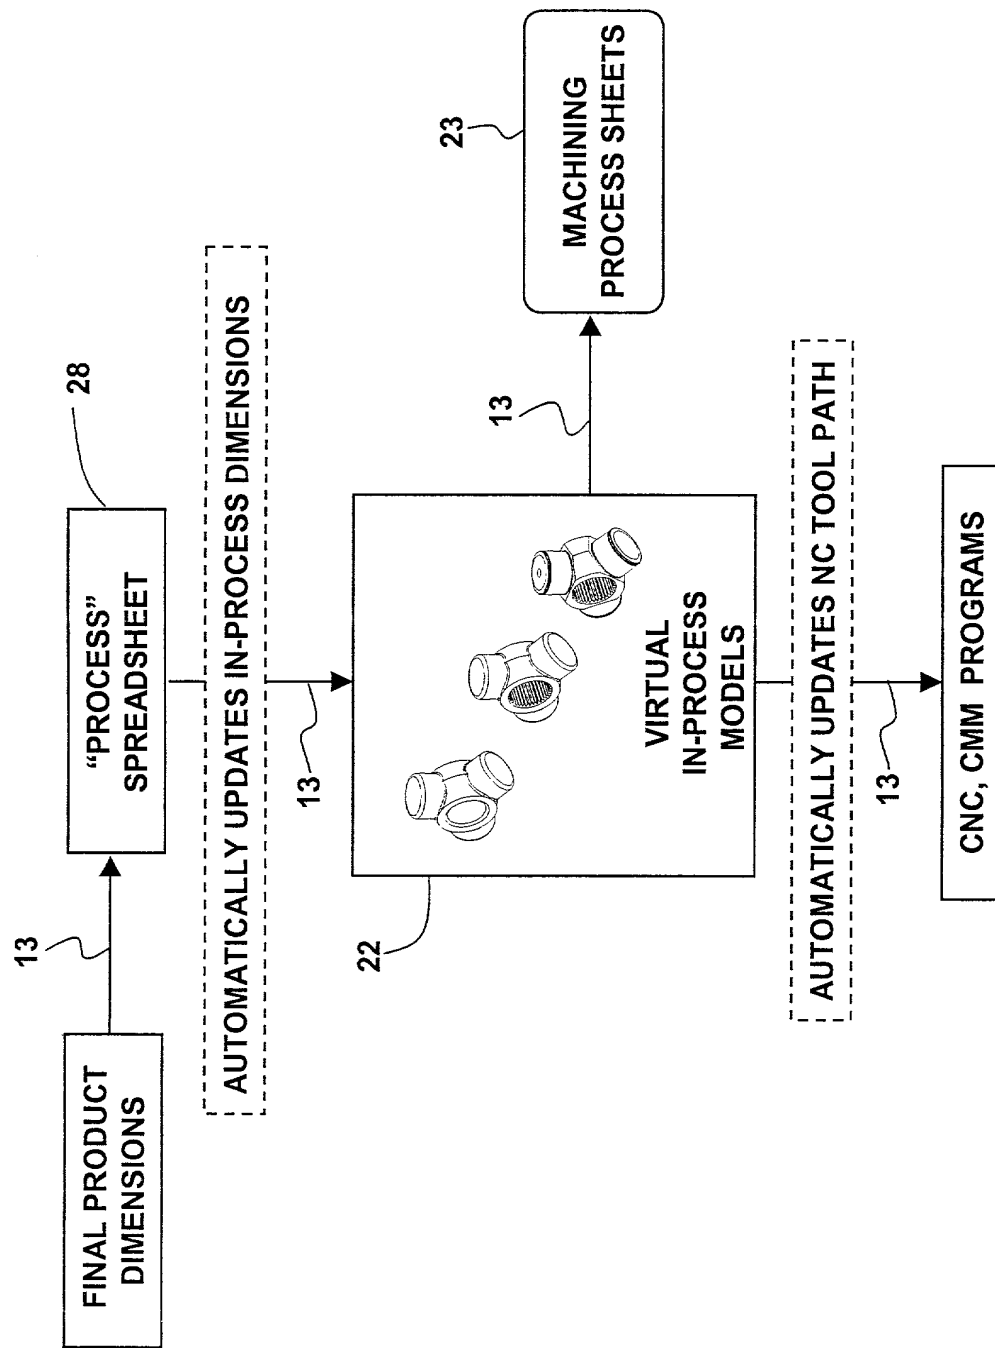 FINAL PRODUCT
DIMENSIONS
13
“PROCESS”
SPREADSHEET
28
AUTOMATICALLY UPDATES IN-PROCESS DIMENSIONS
13
22
VIRTUAL
IN-PROCESS
MODELS
13
MACHINING
PROCESS SHEETS
23
AUTOMATICALLY UPDATES NC TOOL PATH
13
CNC, CMM PROGRAMS